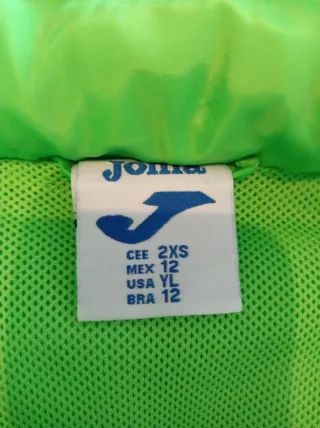 Joma
CEE 2XS
MEX 12
USA YL
BRA 12